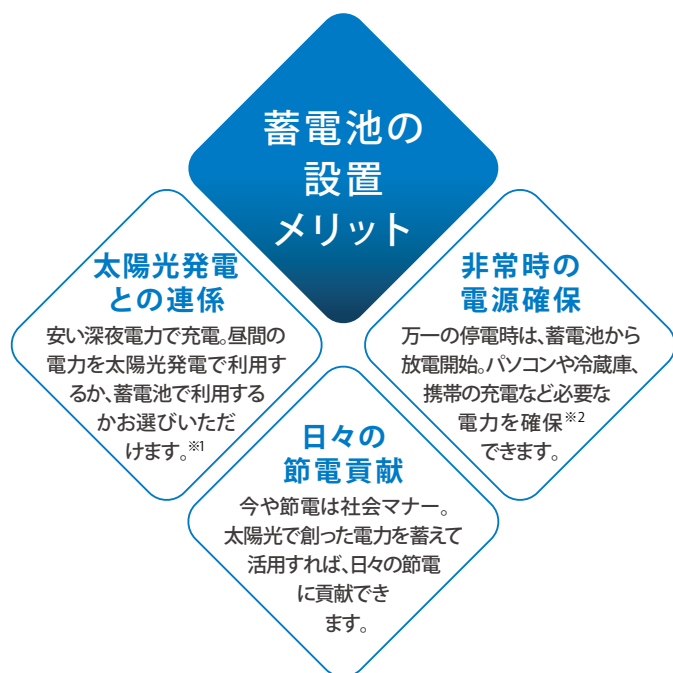 蓄電池の
設置
メリット
太陽光発電
との連係
安い深夜電力で充電。昼間の
電力を太陽光発電で利用す
るか、蓄電池で利用する
かお選びいただ
けます。※1
非常時の
電源確保
万一の停電時は、蓄電池から
放電開始。パソコンや冷蔵庫、
携帯の充電など必要な
電力を確保※2
できます。
日々の
節電貢献
今や節電は社会マナー。
太陽光で創った電力を蓄えて
活用すれば、日々の節電
に貢献でき
ます。